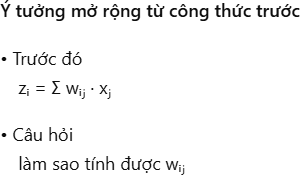 Ý tưởng mở rộng từ công thức trước
• Trước đó
zᵢ = Σ wᵢⱼ · xⱼ
• Câu hỏi
làm sao tính được wᵢⱼ